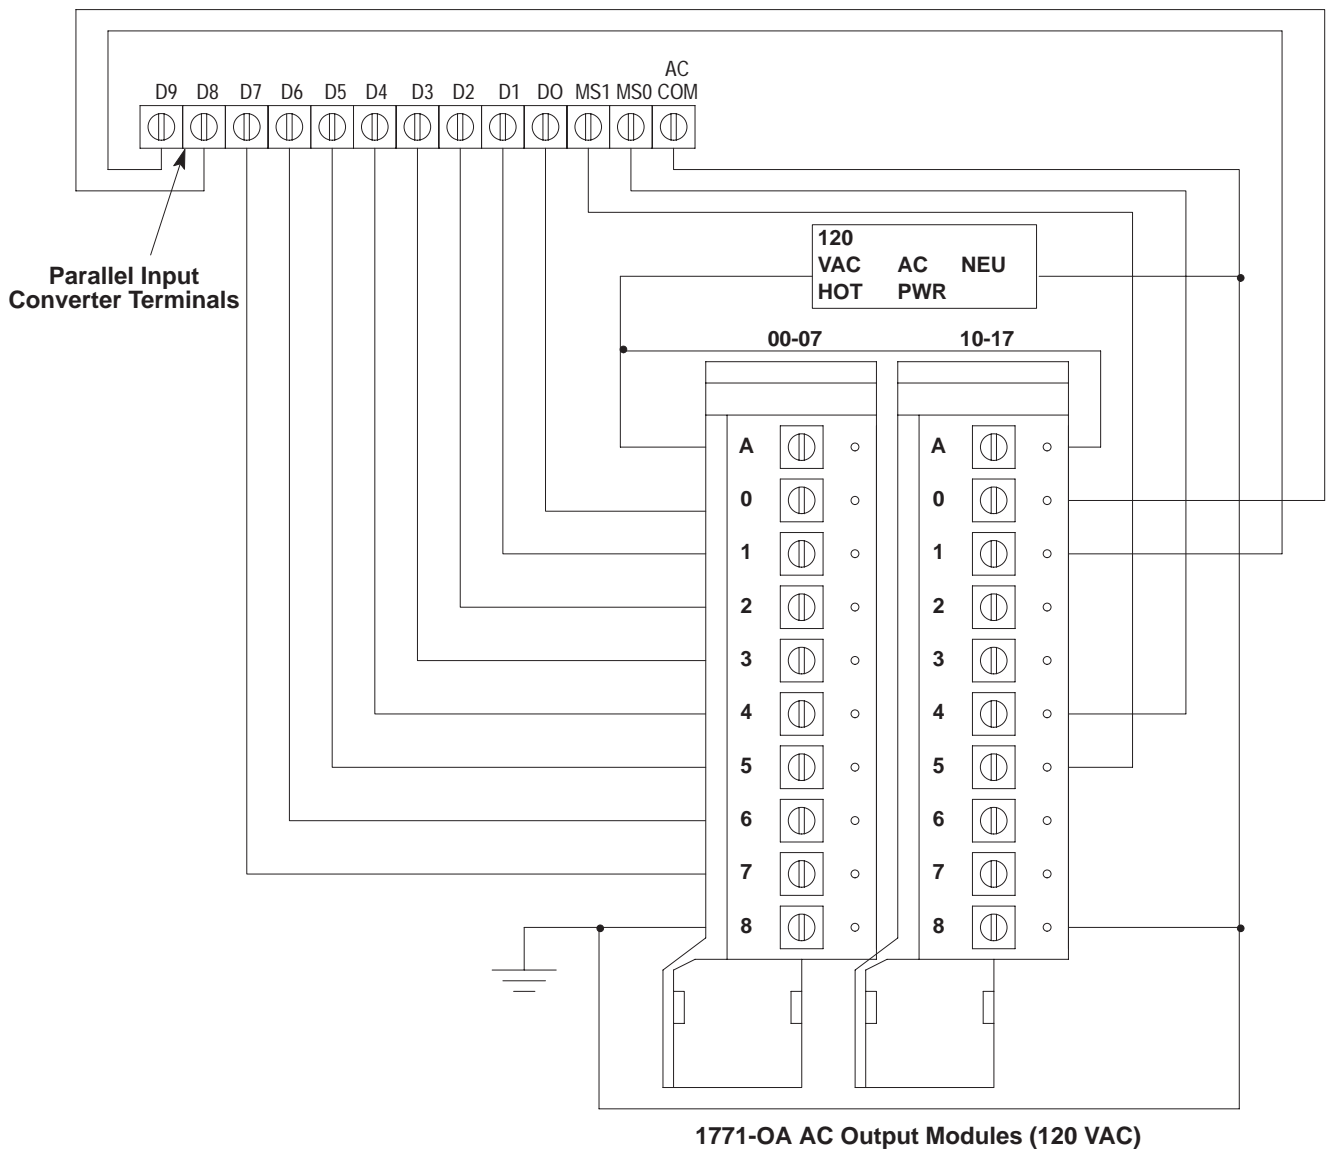 AC
D9 D8 D7 D6 D5 D4 D3 D2 D1 DO MS1 MS0 COM
Parallel Input
Converter Terminals
120
VAC AC NEU
HOT PWR
00-07 10-17
A A
0 0
1 1
2 2
3 3
4 4
5 5
6 6
7 7
8 8
1771-OA AC Output Modules (120 VAC)